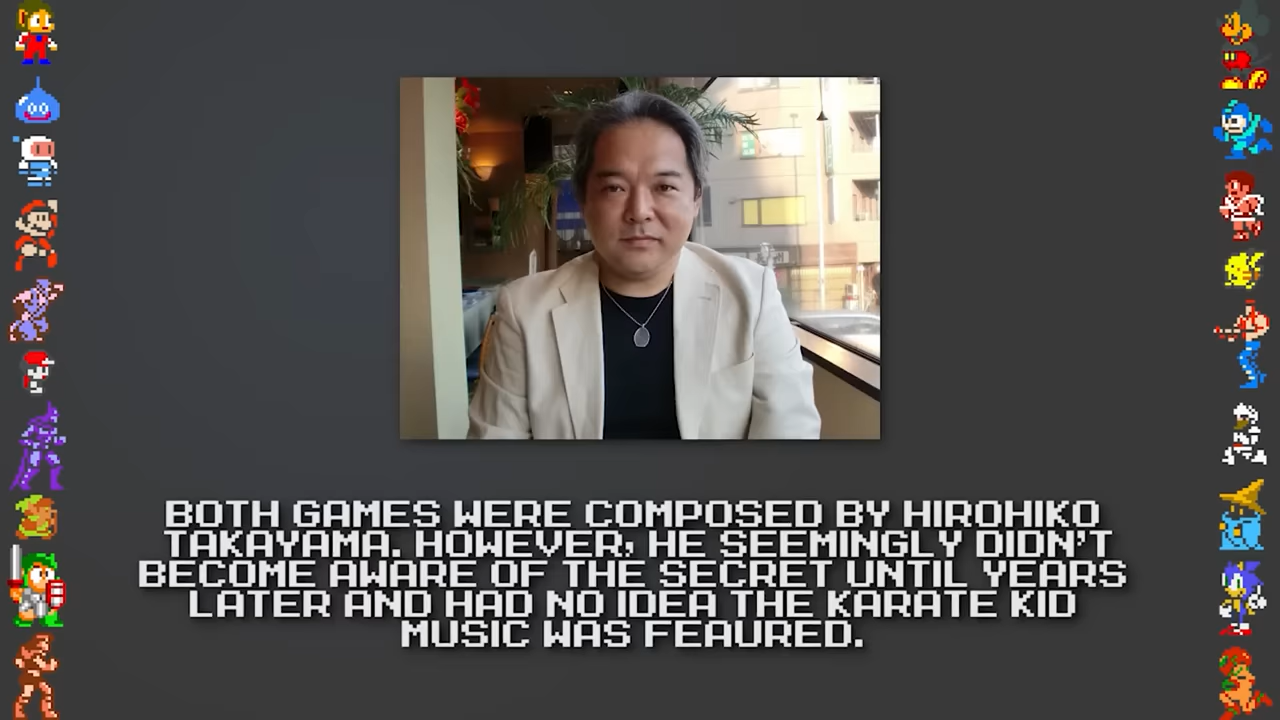 BOTH GAMES WERE COMPOSED BY HIROHIKO
TAKAYAMA. HOWEVER, HE SEEMINGLY DIDN'T
BECOME AWARE OF THE SECRET UNTIL YEARS
LATER AND HAD NO IDEA THE KARATE KID
MUSIC WAS FEAURED.